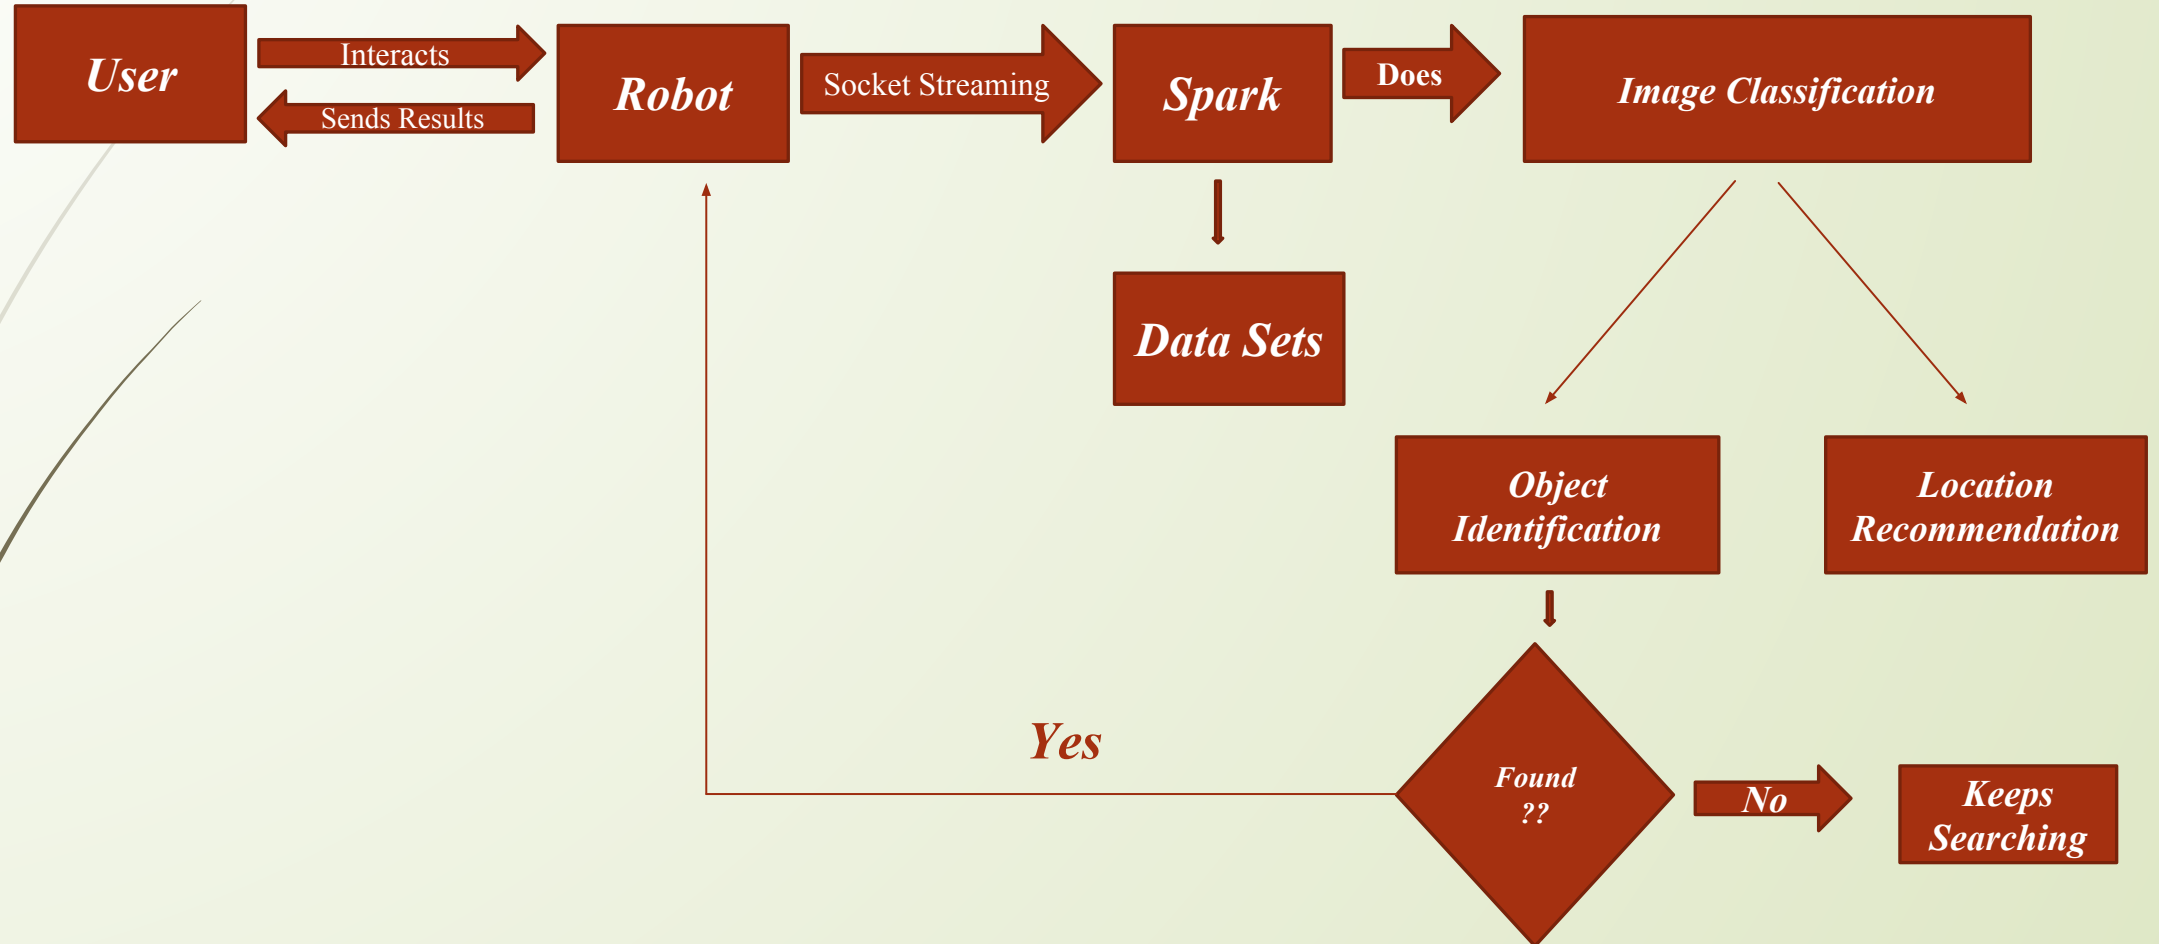 User
Interacts
Sends Results
Robot
Socket Streaming
Spark
Does
Image Classification
Data Sets
Object
Identification
Location
Recommendation
Yes
Found
??
No
Keeps
Searching